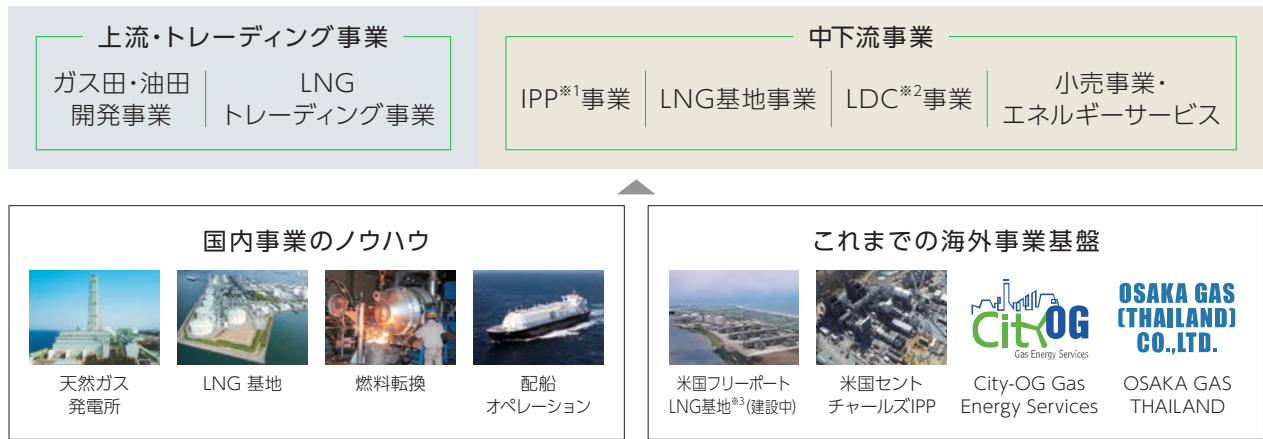 上流・トレーディング事業
ガス田・油田
開発事業
LNG
トレーディング事業
中下流事業
IPP※1事業
LNG基地事業
LDC※2事業
小売事業・
エネルギーサービス
国内事業のノウハウ
天然ガス
発電所
LNG 基地
燃料転換
配船
オペレーション
これまでの海外事業基盤
米国フリーポート
LNG基地※3(建設中)
米国セント
チャールズIPP
CityOG
Gas Energy Services
City-OG Gas
Energy Services
OSAKA GAS
(THAILAND)
CO.,LTD.
OSAKA GAS
THAILAND